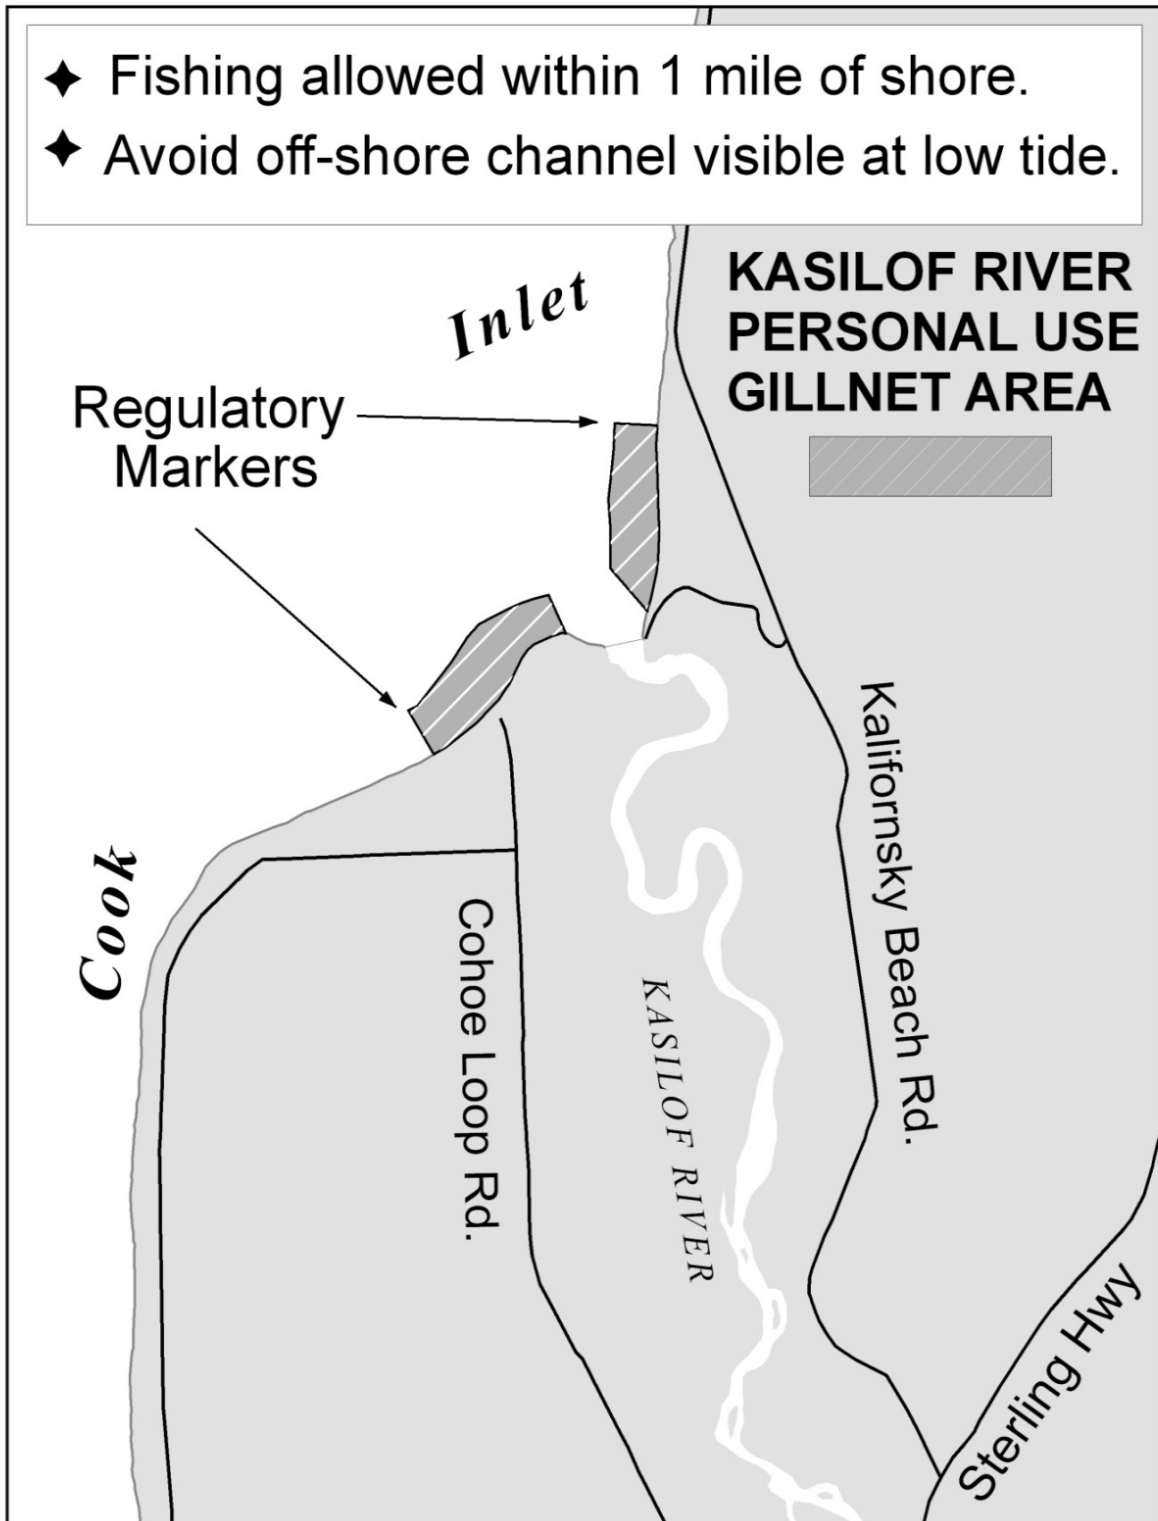 Fishing allowed within 1 mile of shore.
Avoid off-shore channel visible at low tide.
KASILOF RIVER
PERSONAL USE
GILLNET AREA
Inlet
Regulatory
Markers
Cook
Kalifornsky Beach Rd.
Cohoe Loop Rd.
KASILOF RIVER
Sterling Hwy